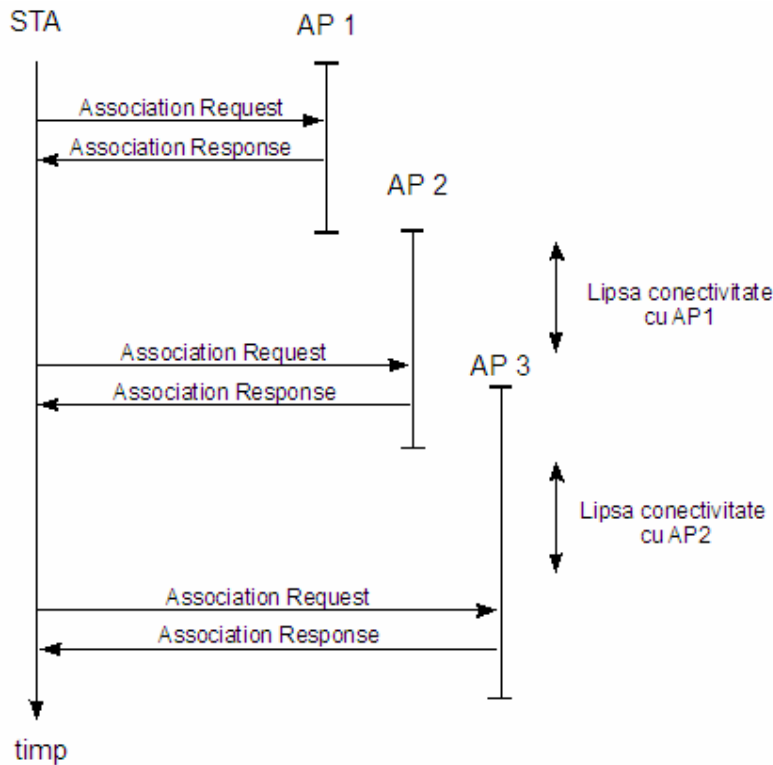 STA
AP 1
Association Request
Association Response
AP 2
Lipsa conectivitate
cu AP1
Association Request
AP 3
Association Response
Lipsa conectivitate
cu AP2
Association Request
Association Response
timp